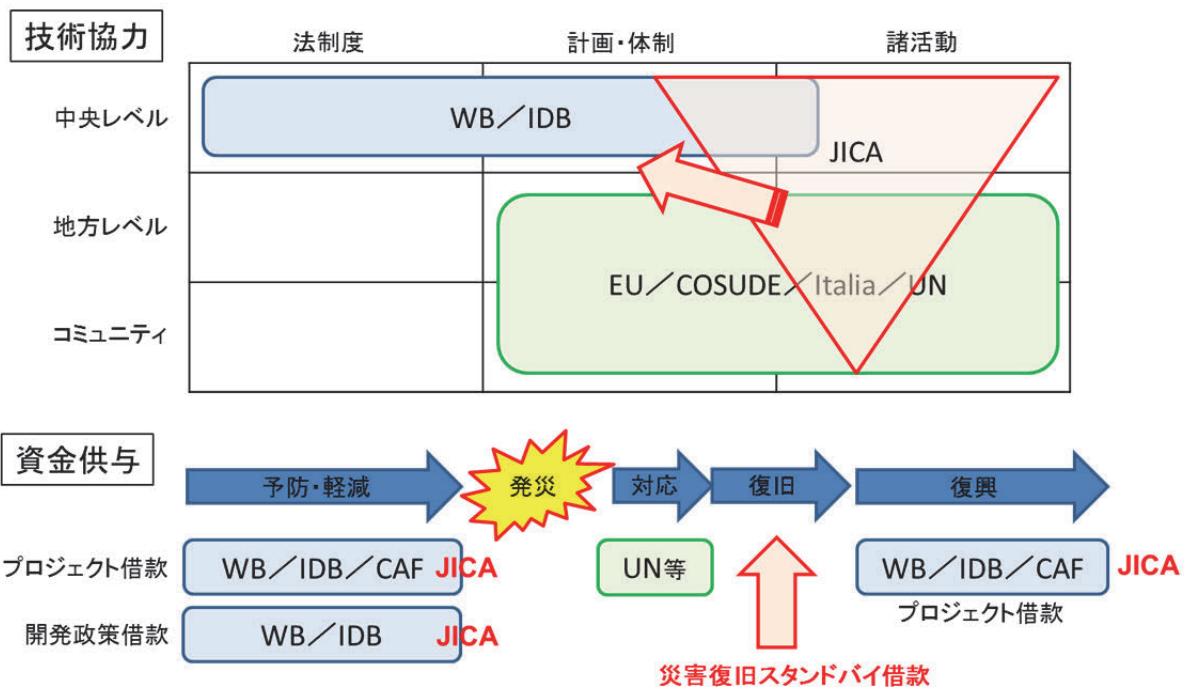 技術協力
法制度 計画・体制 諸活動
中央レベル
WB／IDB
JICA
地方レベル
EU／COSUDE／Italia／UN
コミュニティ
資金供与
予防・軽減 発災 対応 復旧 復興
プロジェクト借款 WB／IDB／CAF JICA UN等 WB／IDB／CAF JICA
プロジェクト借款
開発政策借款 WB／IDB JICA
災害復旧スタンドバイ借款